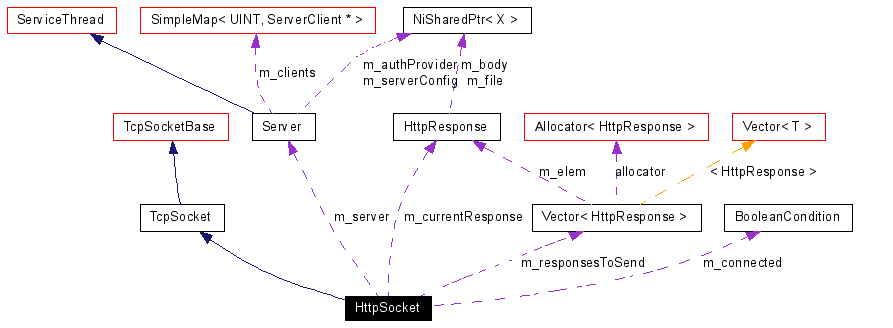 ServiceThread
SimpleMap< UINT, ServerClient * >
NiSharedPtr< X >
m_clients
m_authProvider
m_serverConfig
m_body
m_file
TcpSocketBase
Server
HttpResponse
Allocator< HttpResponse >
Vector< T >
m_elem
allocator
< HttpResponse >
TcpSocket
m_server
m_currentResponse
Vector< HttpResponse >
BooleanCondition
m_responsesToSend
m_connected
HttpSocket